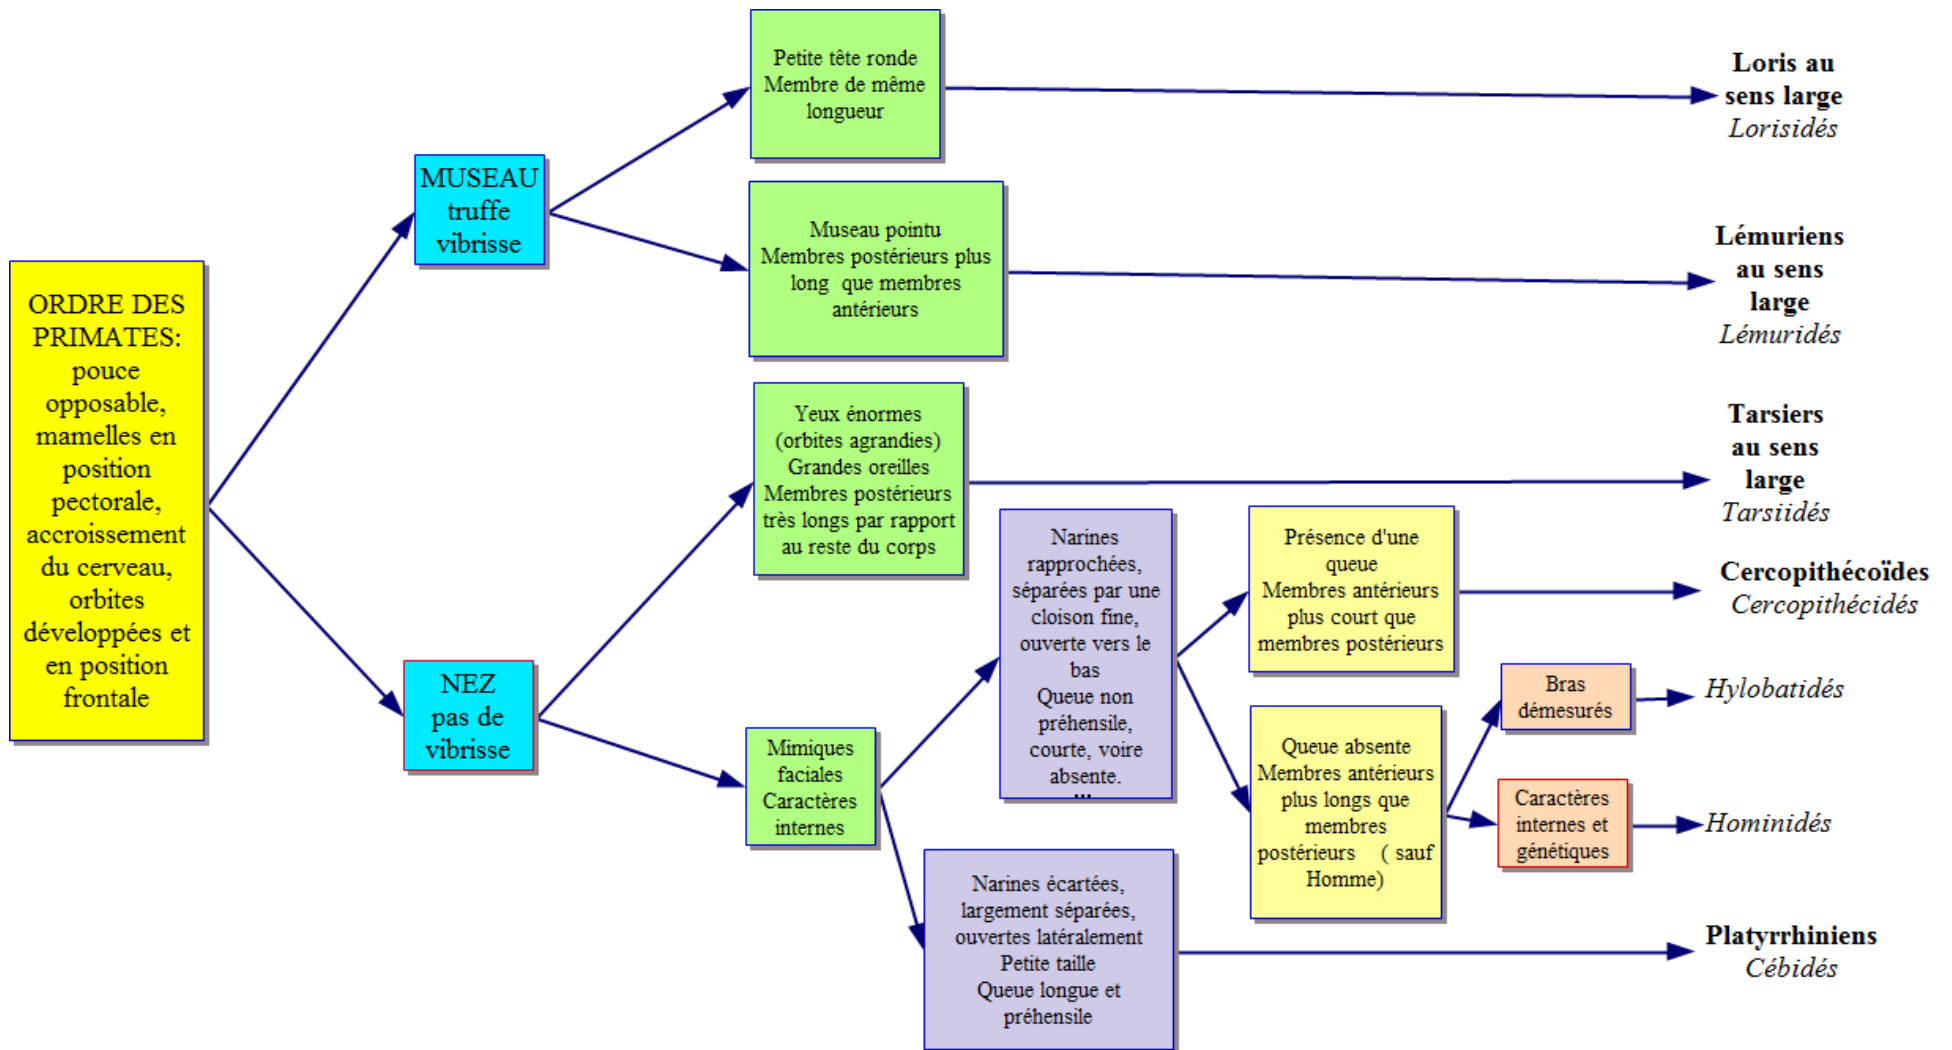 ORDRE DES
PRIMATES:
pouce
opposable,
mamelles en
position
pectorale,
accroissement
du cerveau,
orbites
développées et
en position
frontale
MUSEAU
truffe
vibrisse
NEZ
pas de
vibrisse
Petite tête ronde
Membre de même
longueur
Museau pointu
Membres postérieurs plus
long que membres
antérieurs
Yeux énormes
(orbites agrandies)
Grandes oreilles
Membres postérieurs
très longs par rapport
au reste du corps
Mimiques
faciales
Caractères
internes
Narines
rapprochées,
séparées par une
cloison fine,
ouverte vers le
bas
Queue non
préhensile,
courte, voire
absente.
...
Narines écartées,
largement séparées,
ouvertes latéralement
Petite taille
Queue longue et
préhensile
Présence d'une
queue
Membres antérieurs
plus court que
membres postérieurs
Queue absente
Membres antérieurs
plus longs que
membres
postérieurs ( sauf
Homme)
Bras
démesurés
Caractères
internes et
génétiques
Loris au
sens large
Lorisidés
Lémuriens
au sens
large
Lémuridés
Tarsiers
au sens
large
Tarsiidés
Cercopithécoïdes
Cercopithécidés
Hylobatidés
Hominidés
Platyrrhiniens
Cébidés